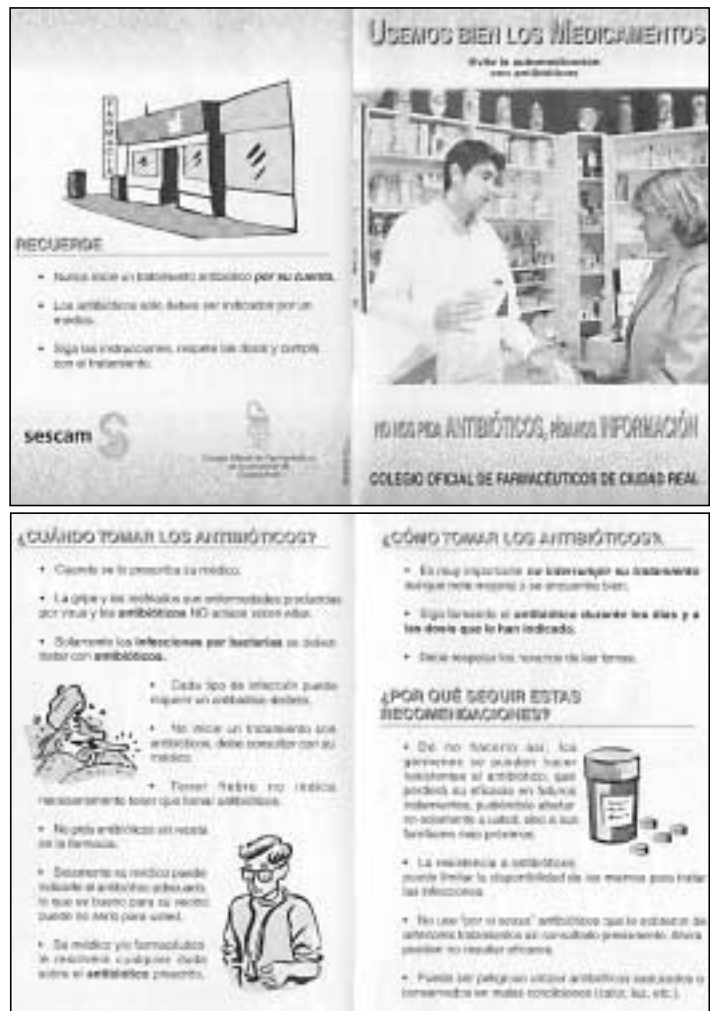 USEMOS BIEN LOS MEDICAMENTOS
Evite la automedicación
con antibióticos
FARMACIA
RECUERDE
• Nunca inicie un tratamiento antibiótico por su cuenta.
• Los antibióticos sólo deben ser indicados por un
médico.
• Siga las instrucciones, respete las dosis y cumpla
con el tratamiento.
sescam
Colegio Oficial de Farmacéuticos
NO NOS PIDA ANTIBIÓTICOS, PÍDANOS INFORMACIÓN
COLEGIO OFICIAL DE FARMACÉUTICOS DE CIUDAD REAL
¿CUÁNDO TOMAR LOS ANTIBIÓTICOS?
• Cuando se lo prescriba su médico.
• La gripe y los resfriados son enfermedades producidas
por virus y los antibióticos NO actúan sobre ellos.
• Solamente las infecciones por bacterias se deben
tratar con antibióticos.
• Cada tipo de infección puede
requerir un antibiótico distinto.
• No inicie un tratamiento con
antibióticos, debe consultar con su
médico.
• Tener fiebre no indica
necesariamente tener que tomar antibióticos.
• No pida antibióticos sin receta
en la farmacia.
• Solamente su médico puede
indicarle el antibiótico adecuado,
lo que es bueno para su vecino
puede no serlo para usted.
• Su médico y/o farmacéutico
le resolverá cualquier duda
sobre el antibiótico prescrito.
¿CÓMO TOMAR LOS ANTIBIÓTICOS?
• Es muy importante no interrumpir su tratamiento
aunque note mejoría o se encuentre bien.
• Siga tomando el antibiótico durante los días y a
las dosis que le han indicado.
• Debe respetar los horarios de las tomas.
¿POR QUÉ SEGUIR ESTAS
RECOMENDACIONES?
• De no hacerlo así, los
gérmenes se pueden hacer
resistentes al antibiótico, que
perderá su eficacia en futuros
tratamientos, pudiendo afectar
no solamente a usted, sino a sus
familiares más próximos.
• La resistencia a antibióticos
puede limitar la disponibilidad de los mismos para tratar
las infecciones.
• No use "por si acaso" antibióticos que le sobraron de
anteriores tratamientos sin consultarlo previamente. Ahora
pueden no resultar eficaces.
• Puede ser peligroso utilizar antibióticos caducados o
conservados en malas condiciones (calor, luz, etc.).